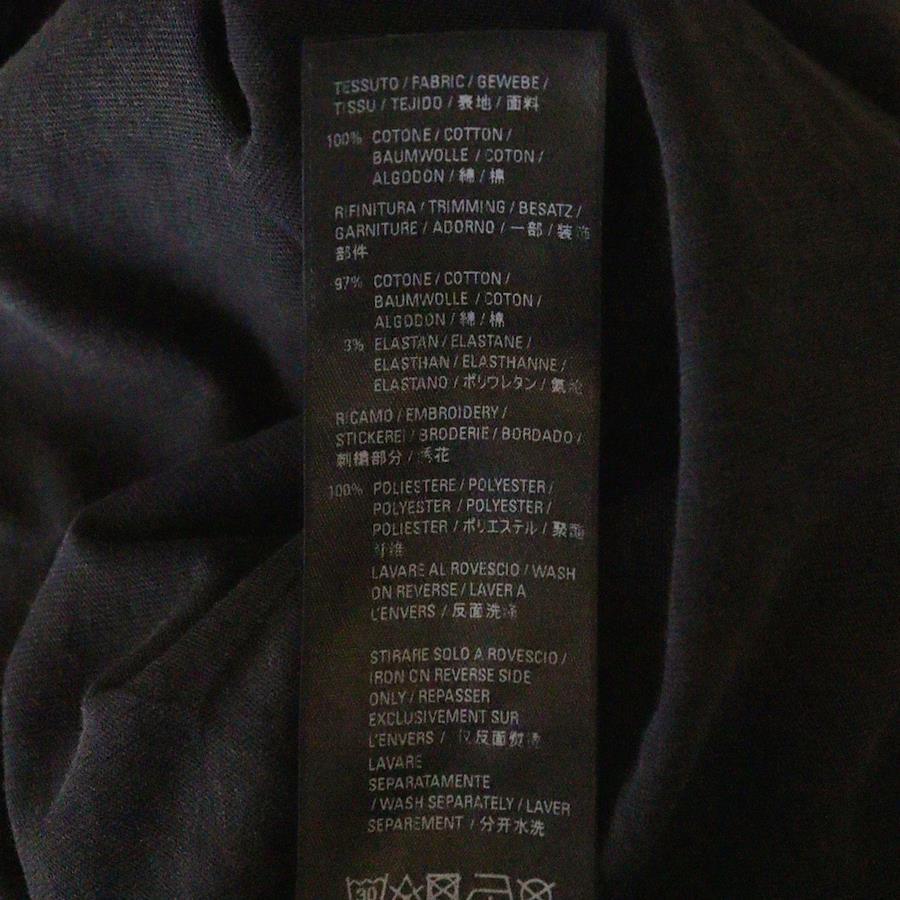 TESSUTO / FABRIC / GEWEBE /
TISSU / TEJIDO / 表地 / 面料
100% COTONE / COTTON /
BAUMWOLLE / COTON /
ALGODON / 綿 / 棉
RIFINITURA / TRIMMING / BESATZ /
GARNITURE / ADORNO / 一部 / 装饰
部件
97% COTONE / COTTON /
BAUMWOLLE / COTON /
ALGODON / 綿 / 棉
3% ELASTAN / ELASTANE /
ELASTHAN / ELASTHANNE /
ELASTANO / ポリウレタン /
RICAMO / EMBROIDERY /
STICKEREI / BRODERIE / BORDADO /
刺繍部分 / 绣花
100% POLIESTERE / POLYESTER /
POLYESTER / POLYESTER /
POLIESTER / ポリエステル / 聚酯
纤维
LAVARE AL ROVESCIO / WASH
ON REVERSE / LAVER A
L'ENVERS / 反面洗涤
STIRARE SOLO A ROVESCIO /
IRON ON REVERSE SIDE
ONLY / REPASSER
EXCLUSIVEMENT SUR
L'ENVERS / 仅反面熨烫
LAVARE
SEPARATAMENTE
/ WASH SEPARATELY / LAVER
SEPAREMENT / 分开水洗
30